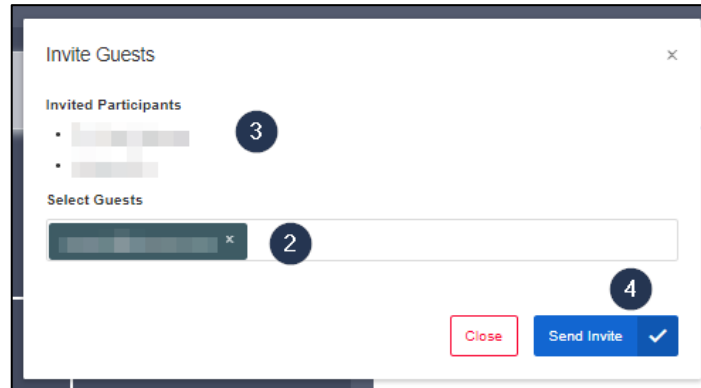 Invite Guests ×
Invited Participants
3
Select Guests
x
2
4
Close
Send Invite